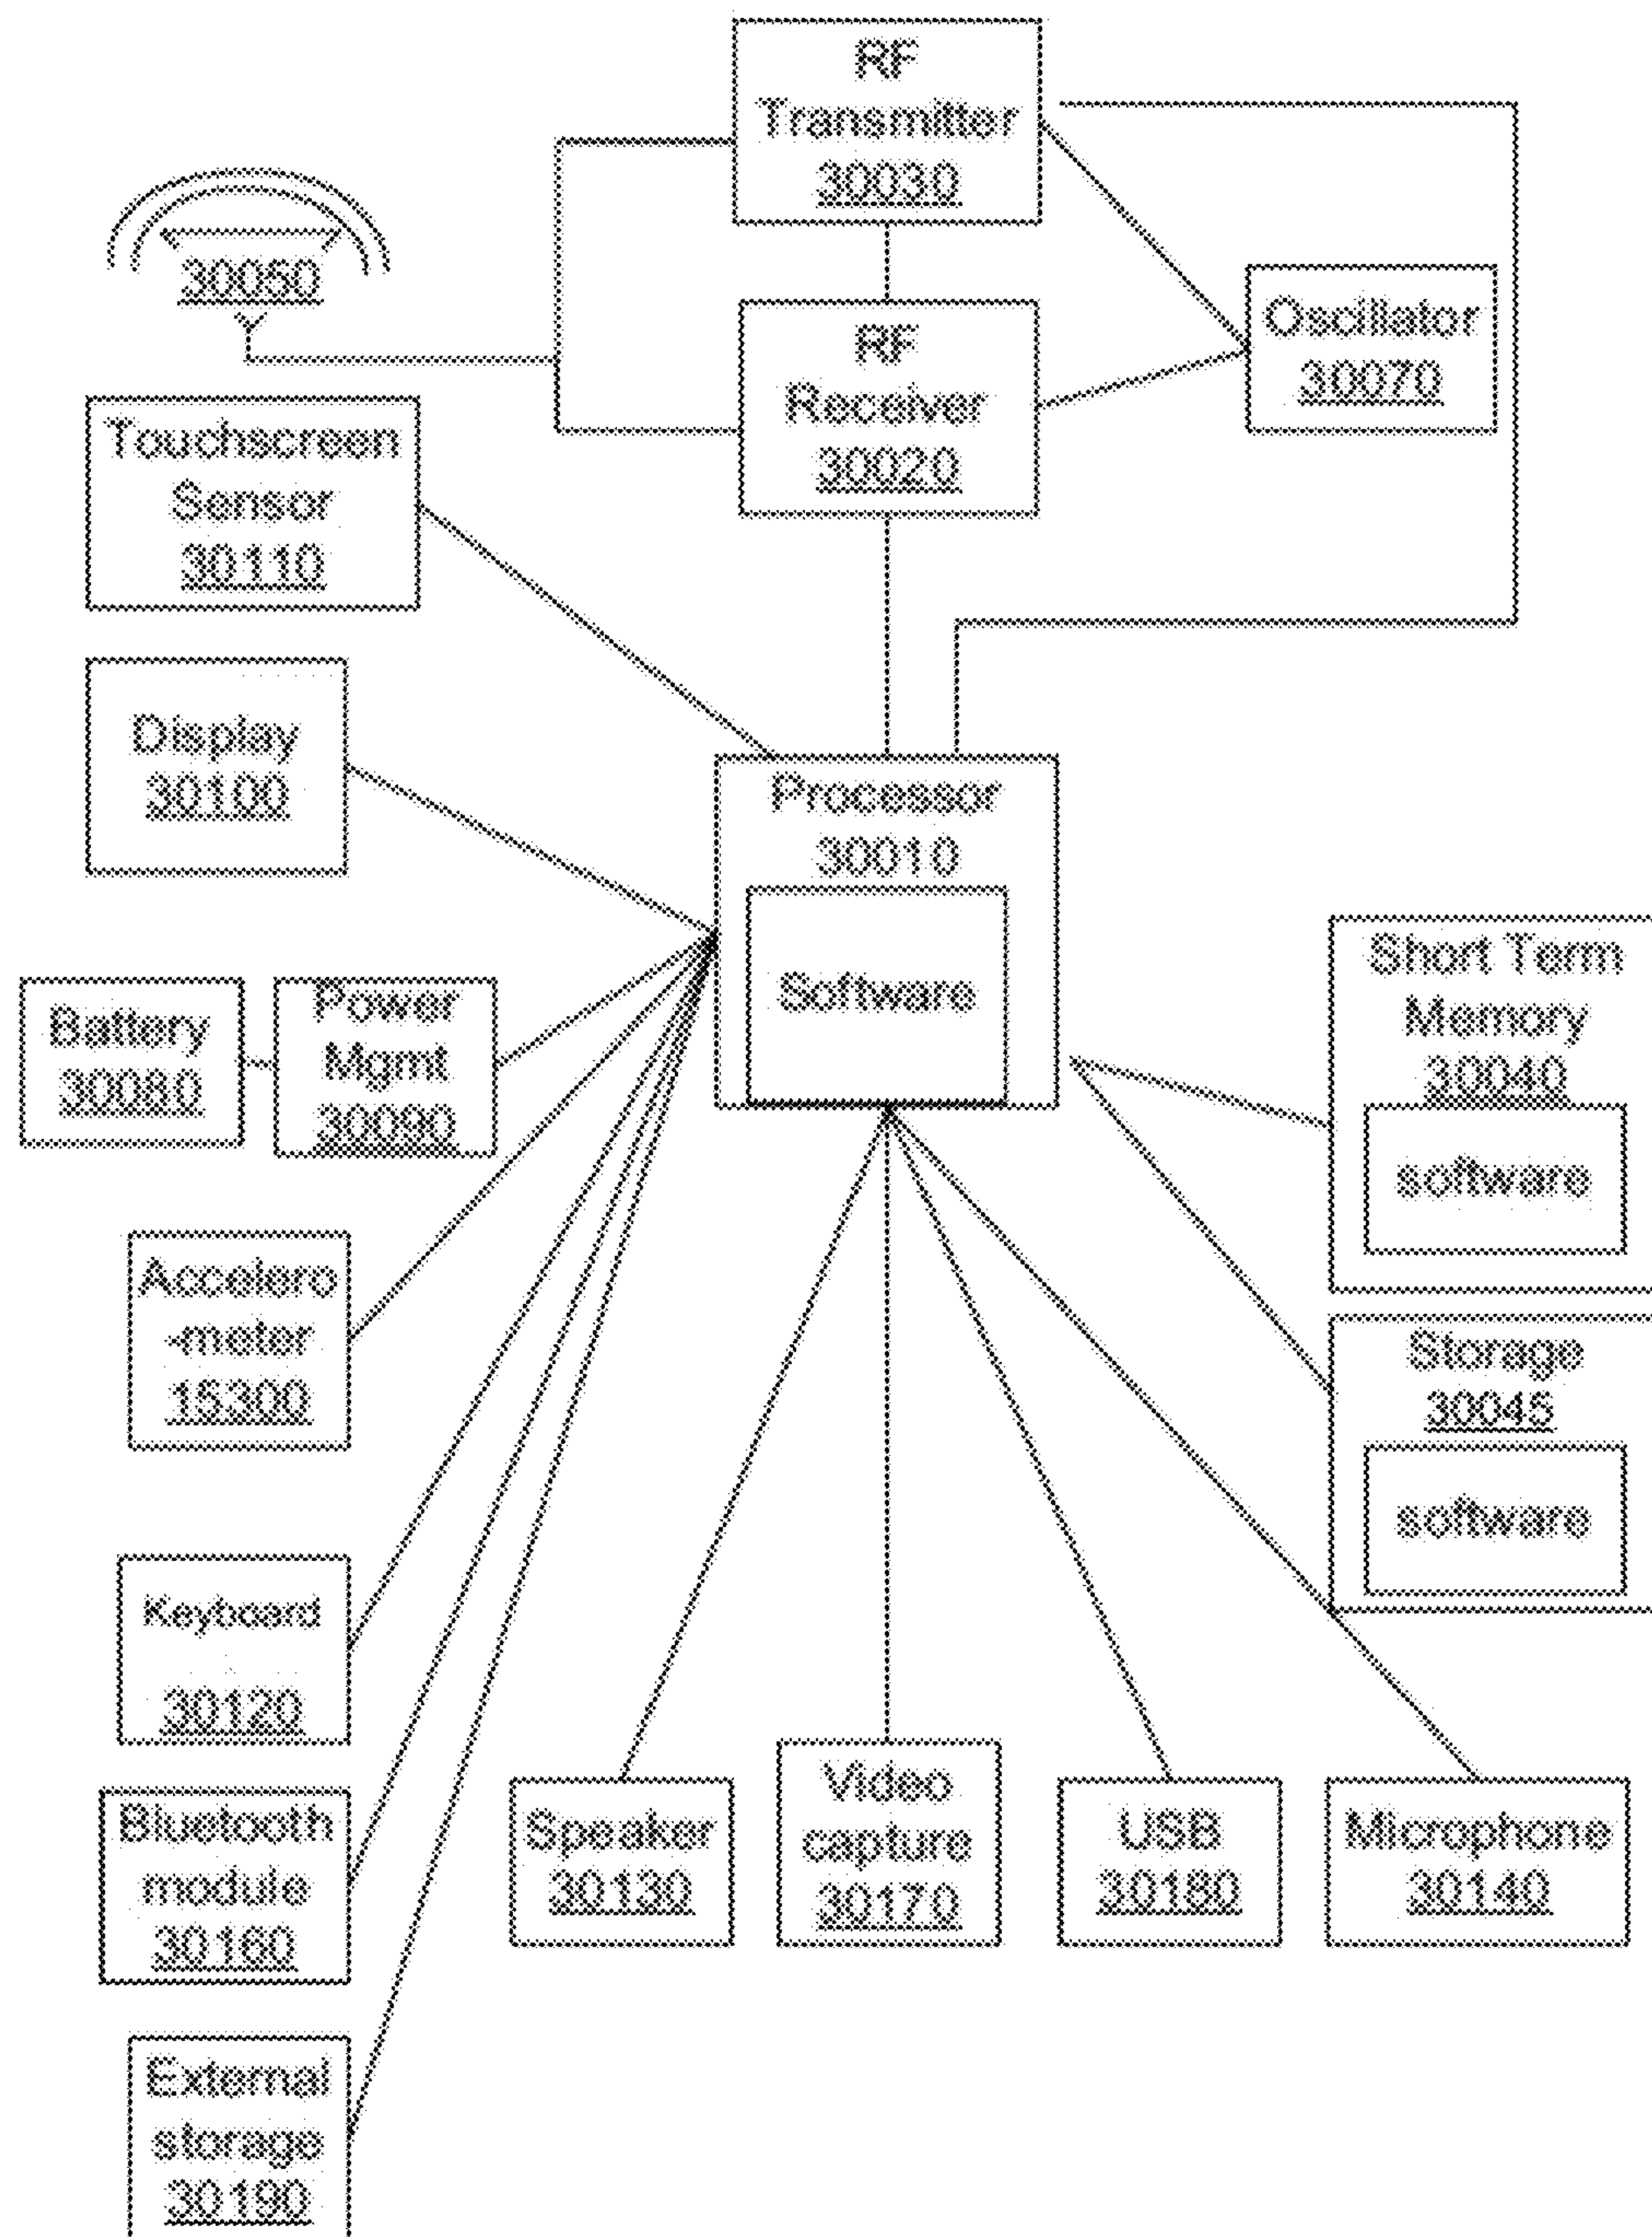 RF
Transmitter
30030
30050
Oscillator
30070
RF
Receiver
30020
Touchscreen
Sensor
30110
Display
30100
Processor
30010
Software
Short Term
Memory
30040
software
Battery
30080
Power
Mgmt
30090
Accelero
-meter
15300
Storage
30045
software
Keyboard
30120
Bluetooth
module
30160
Speaker
30130
Video
capture
30170
USB
30180
Microphone
30140
External
storage
30190